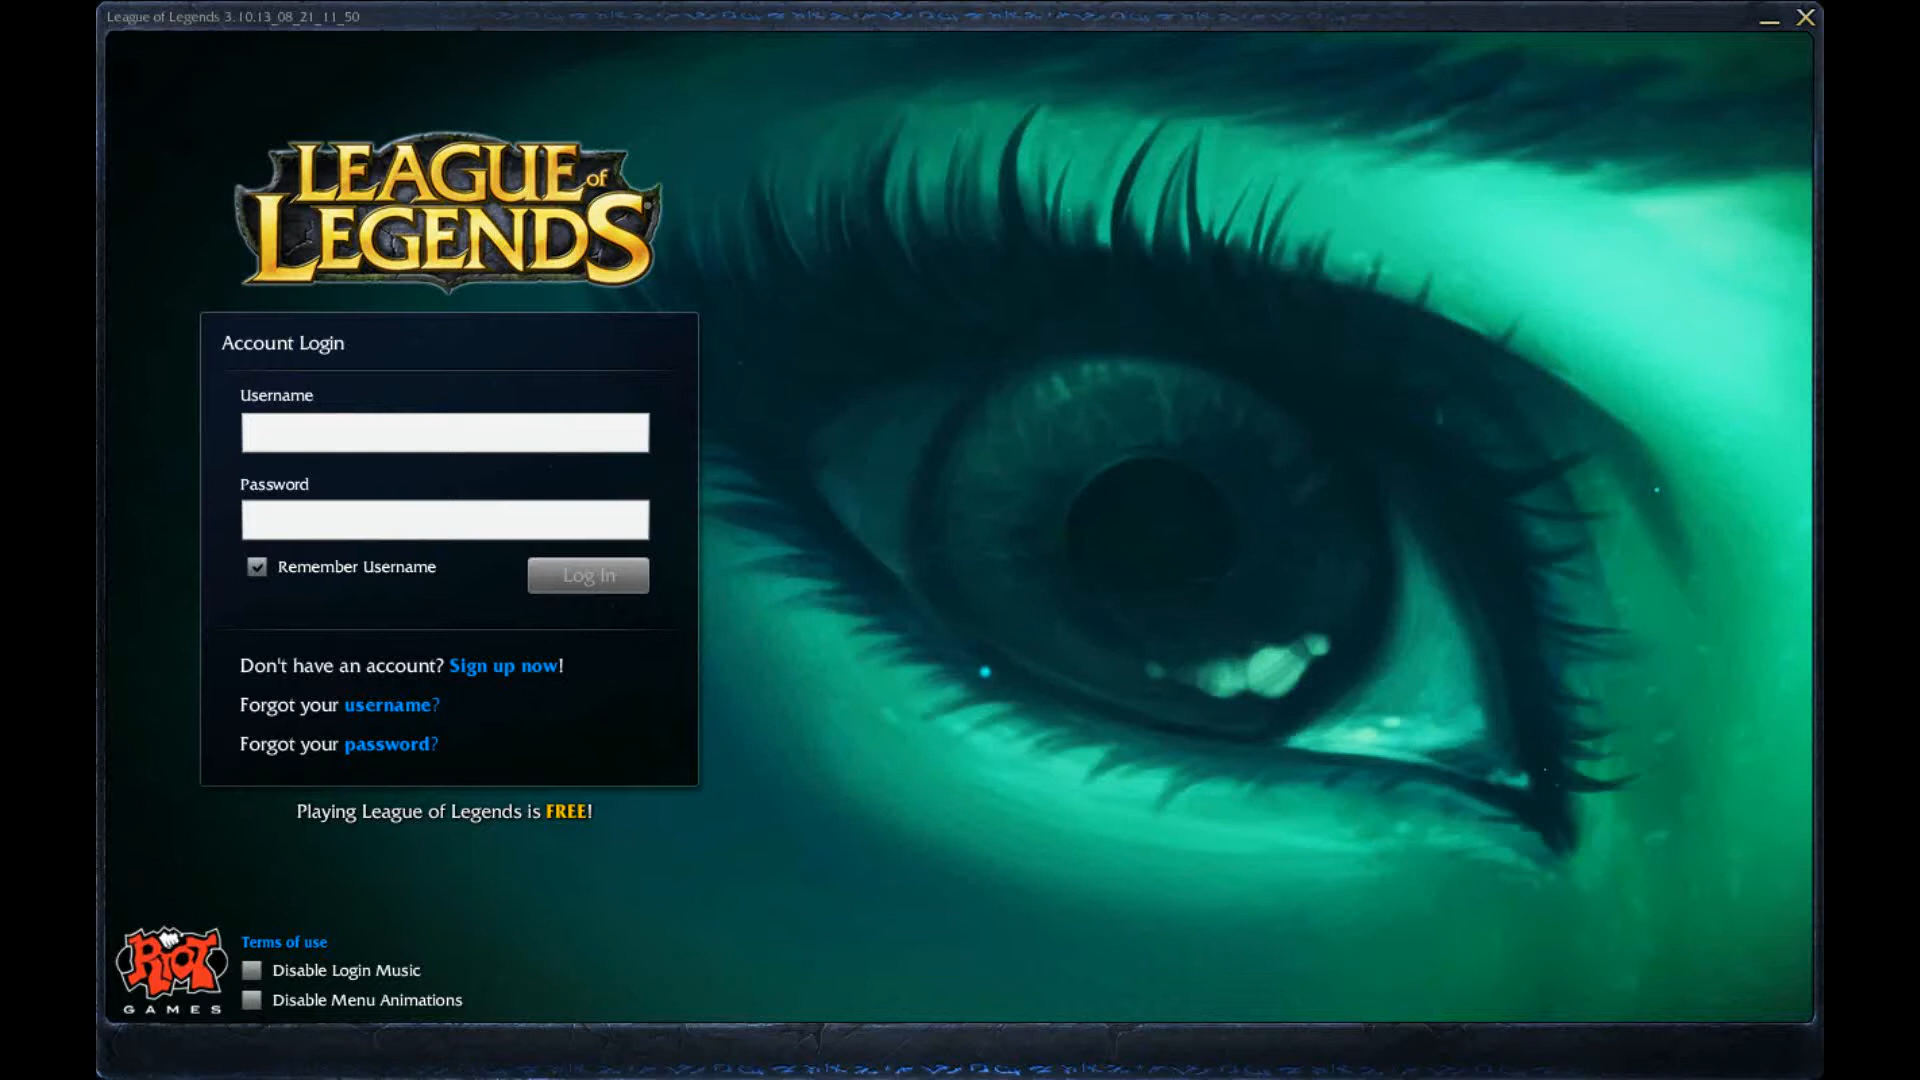 League of Legends 3.10.13_08_21_11_50
LEAGUE of
LEGENDS
Account Login
Username
Password
Remember Username
Log In
Don't have an account? Sign up now!
Forgot your username?
Forgot your password?
Playing League of Legends is FREE!
RIOT
GAMES
Terms of use
Disable Login Music
Disable Menu Animations